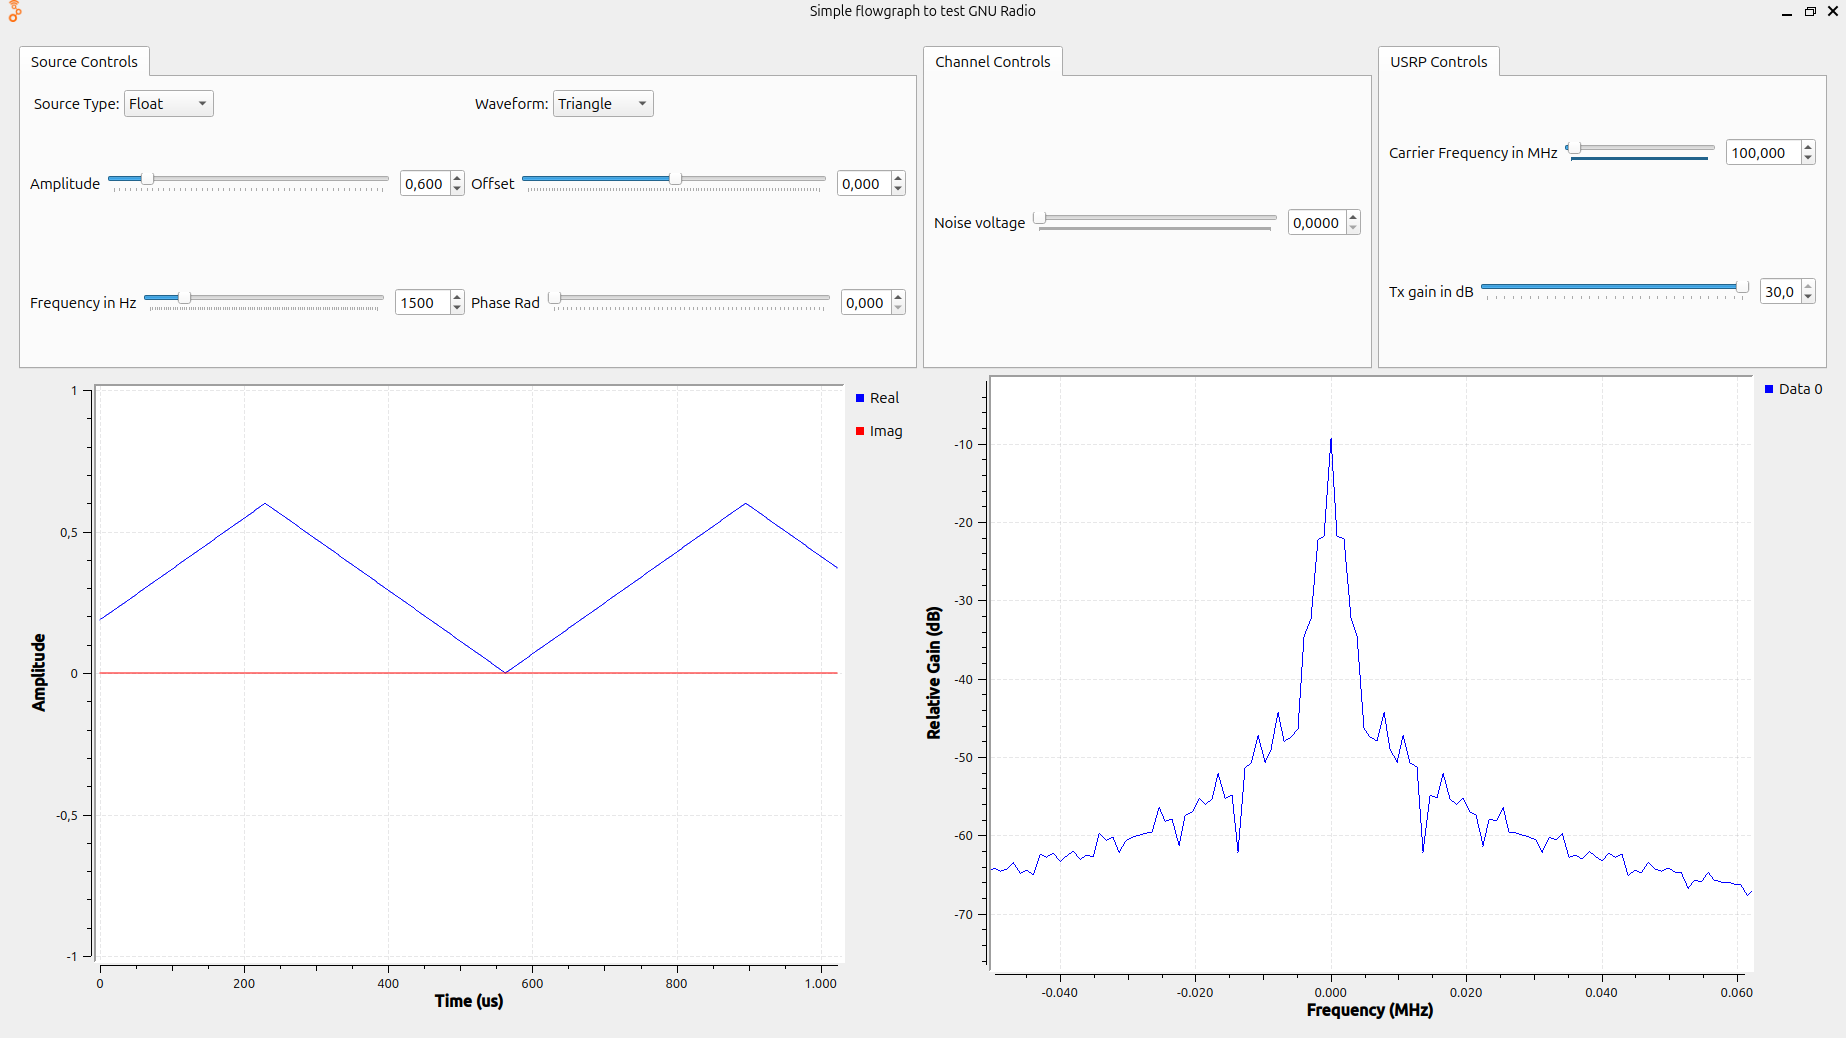 Simple flowgraph to test GNU Radio
Source Controls
Source Type: Float
Waveform: Triangle
Amplitude 0,600
Offset 0,000
Frequency in Hz 1500
Phase Rad 0,000
Channel Controls
Noise voltage 0,0000
USRP Controls
Carrier Frequency in MHz 100,000
Tx gain in dB 30,0
1
0,5
0
-0,5
-1
Amplitude
0 200 400 600 800 1.000
Time (us)
Real
Imag
-10
-20
-30
-40
-50
-60
-70
Relative Gain (dB)
-0.040 -0.020 0.000 0.020 0.040 0.060
Frequency (MHz)
Data 0